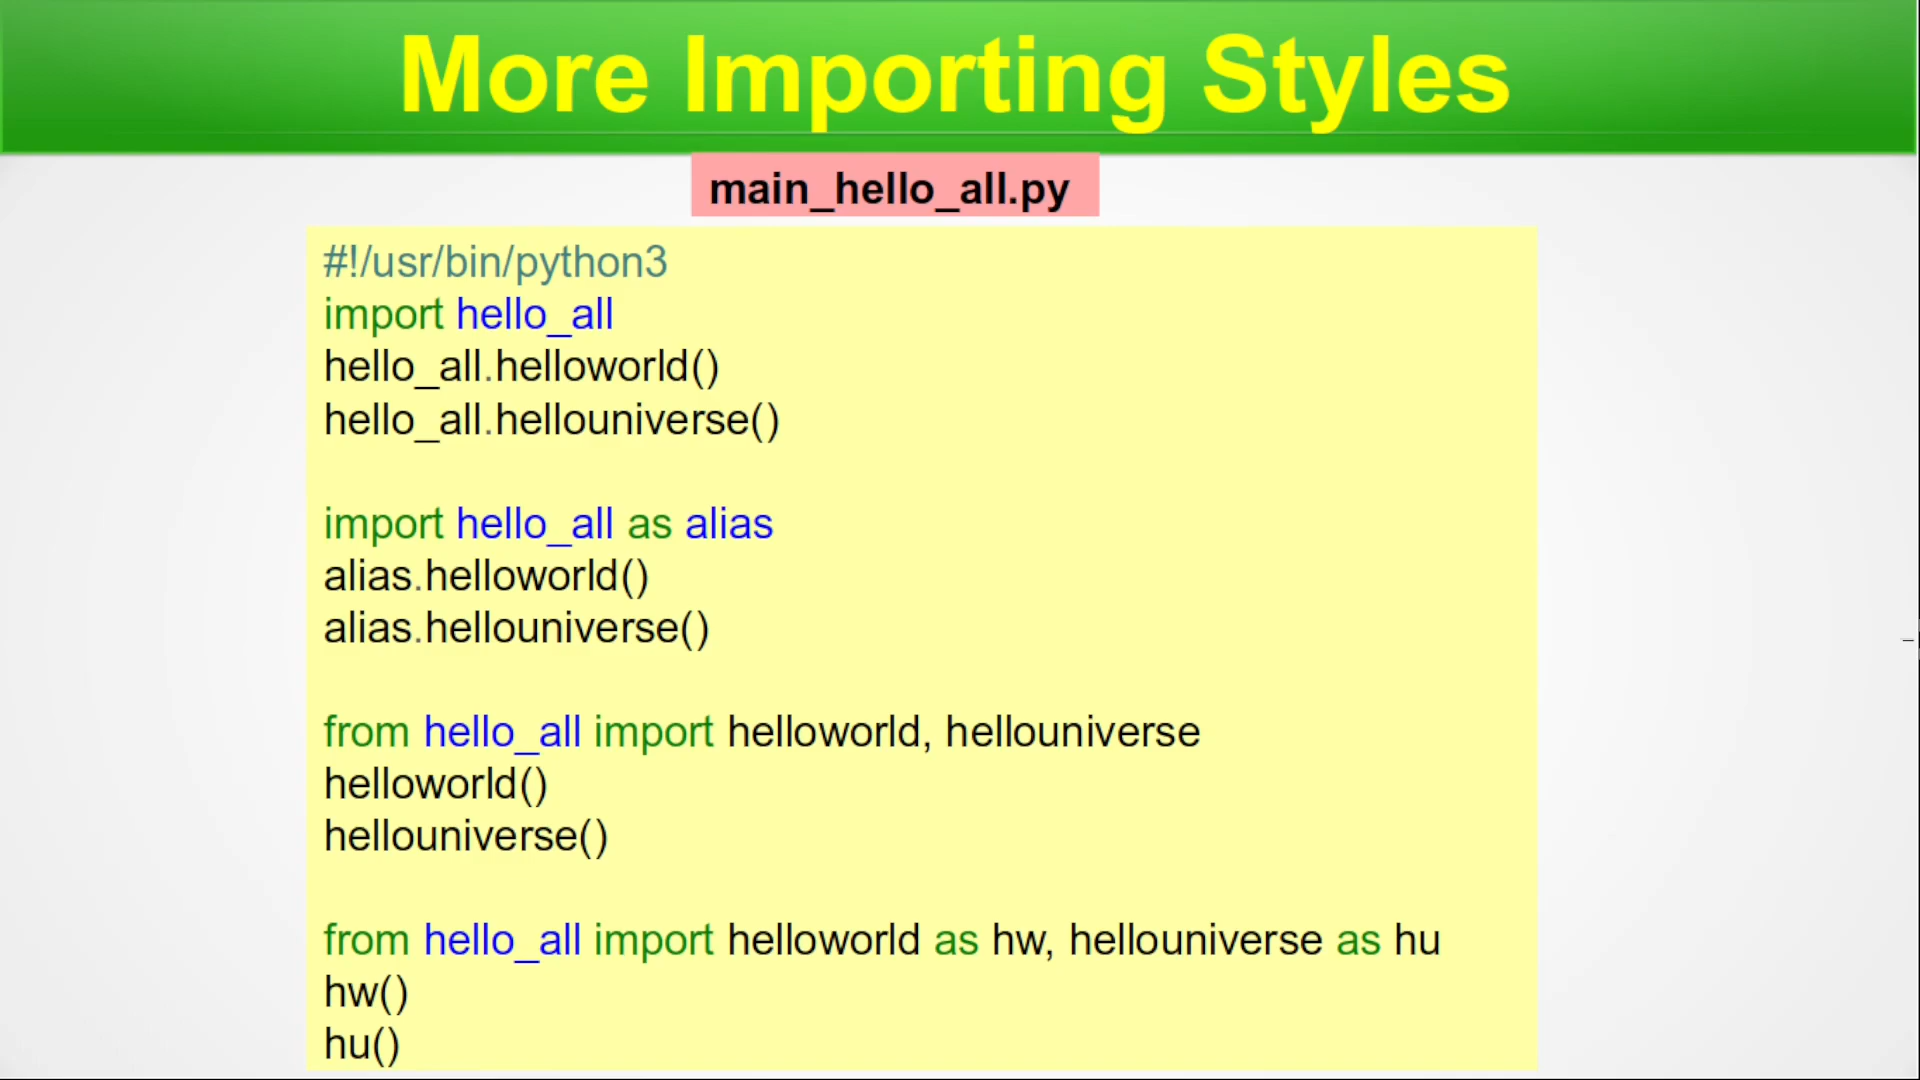 More Importing Styles
main_hello_all.py
#!/usr/bin/python3
import hello_all
hello_all.helloworld()
hello_all.hellouniverse()
import hello_all as alias
alias.helloworld()
alias.hellouniverse()
from hello_all import helloworld, hellouniverse
helloworld()
hellouniverse()
from hello_all import helloworld as hw, hellouniverse as hu
hw()
hu()